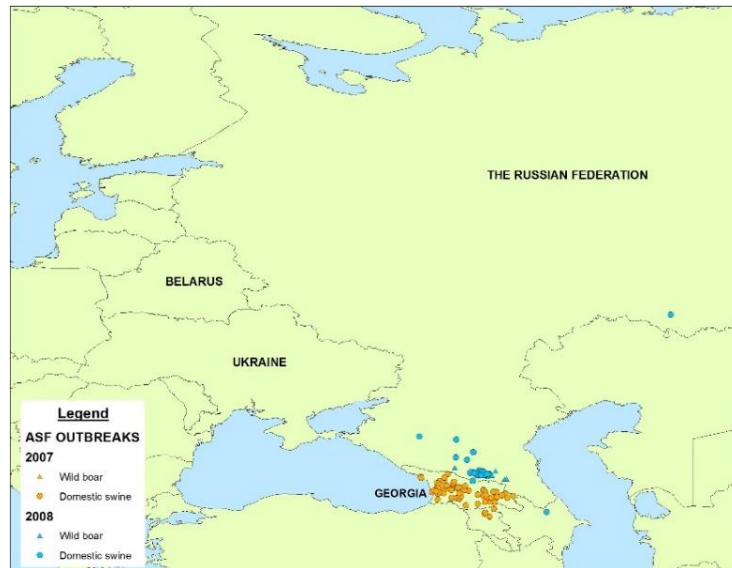 THE RUSSIAN FEDERATION
BELARUS
UKRAINE
GEORGIA
Legend
ASF OUTBREAKS
2007
Wild boar
Domestic swine
2008
Wild boar
Domestic swine